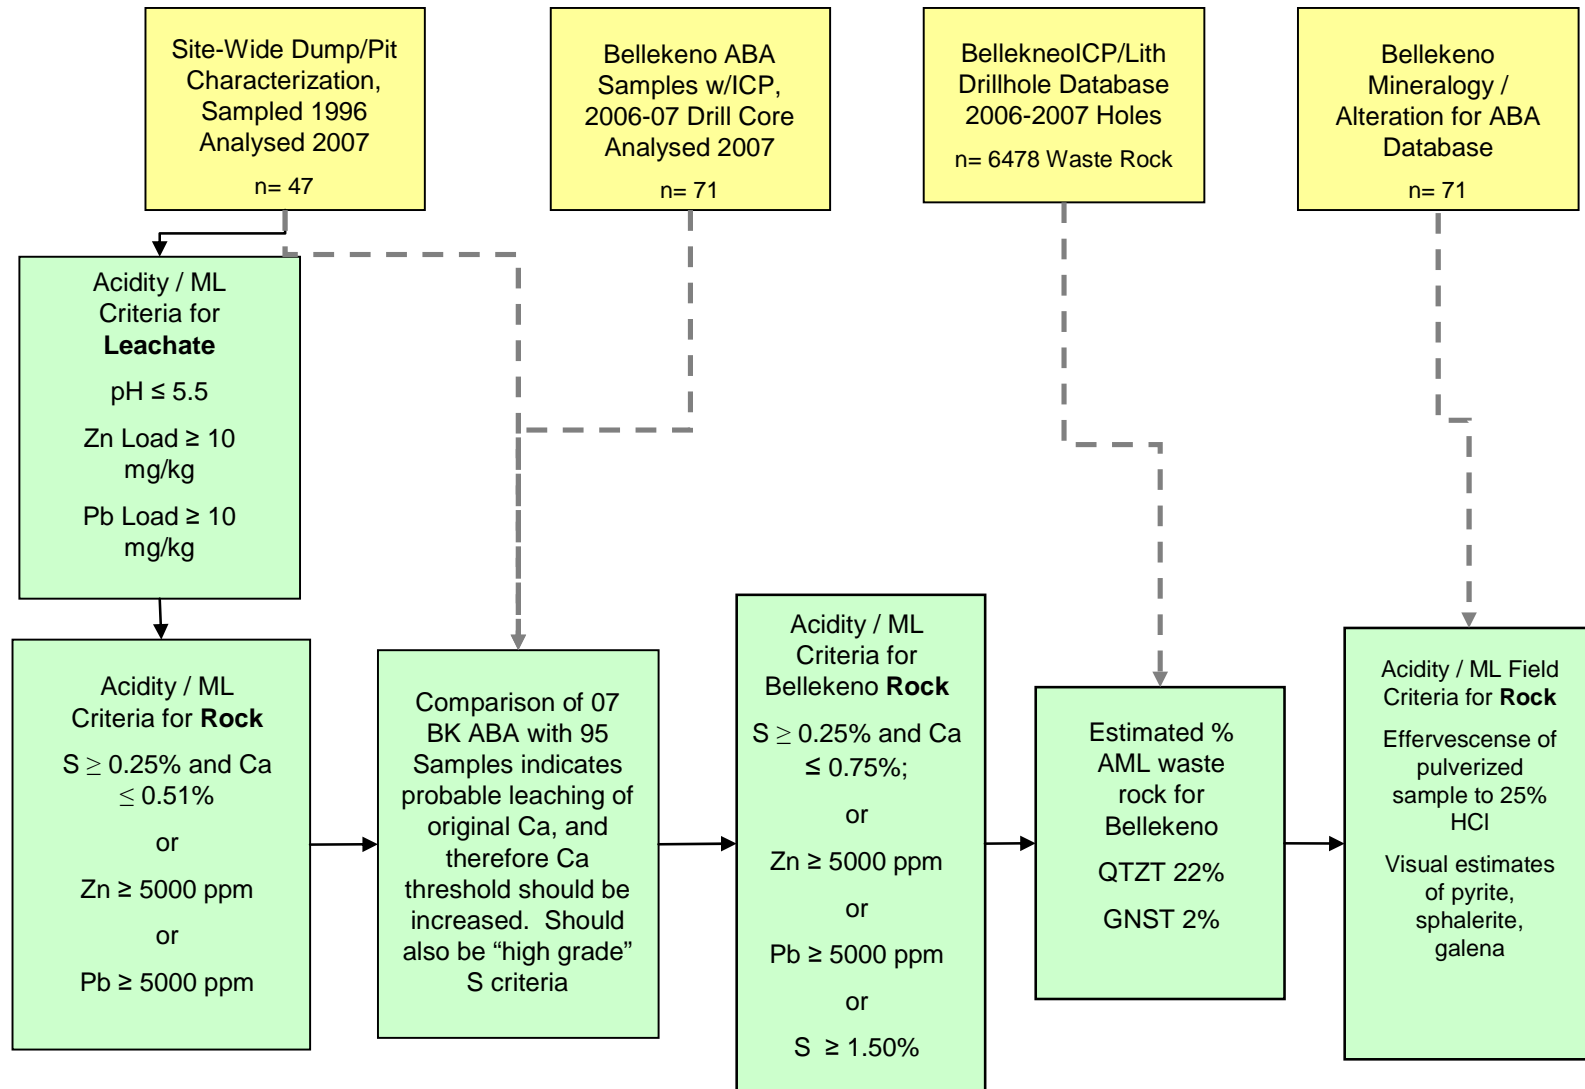 Site-Wide Dump/Pit
Characterization,
Sampled 1996
Analysed 2007
n= 47
Bellekeno ABA
Samples w/ICP,
2006-07 Drill Core
Analysed 2007
n= 71
BellekneoICP/Lith
Drillhole Database
2006-2007 Holes
n= 6478 Waste Rock
Bellekeno
Mineralogy /
Alteration for ABA
Database
n= 71
Acidity / ML
Criteria for
Leachate
pH ≤ 5.5
Zn Load ≥ 10
mg/kg
Pb Load ≥ 10
mg/kg
Acidity / ML
Criteria for Rock
S ≥ 0.25% and Ca
≤ 0.51%
or
Zn ≥ 5000 ppm
or
Pb ≥ 5000 ppm
Comparison of 07
BK ABA with 95
Samples indicates
probable leaching of
original Ca, and
therefore Ca
threshold should be
increased. Should
also be “high grade”
S criteria
Acidity / ML
Criteria for
Bellekeno Rock
S ≥ 0.25% and Ca
≤ 0.75%;
or
Zn ≥ 5000 ppm
or
Pb ≥ 5000 ppm
or
S ≥ 1.50%
Estimated %
AML waste
rock for
Bellekeno
QTZT 22%
GNST 2%
Acidity / ML Field
Criteria for Rock
Effervescense of
pulverized
sample to 25%
HCl
Visual estimates
of pyrite,
sphalerite,
galena